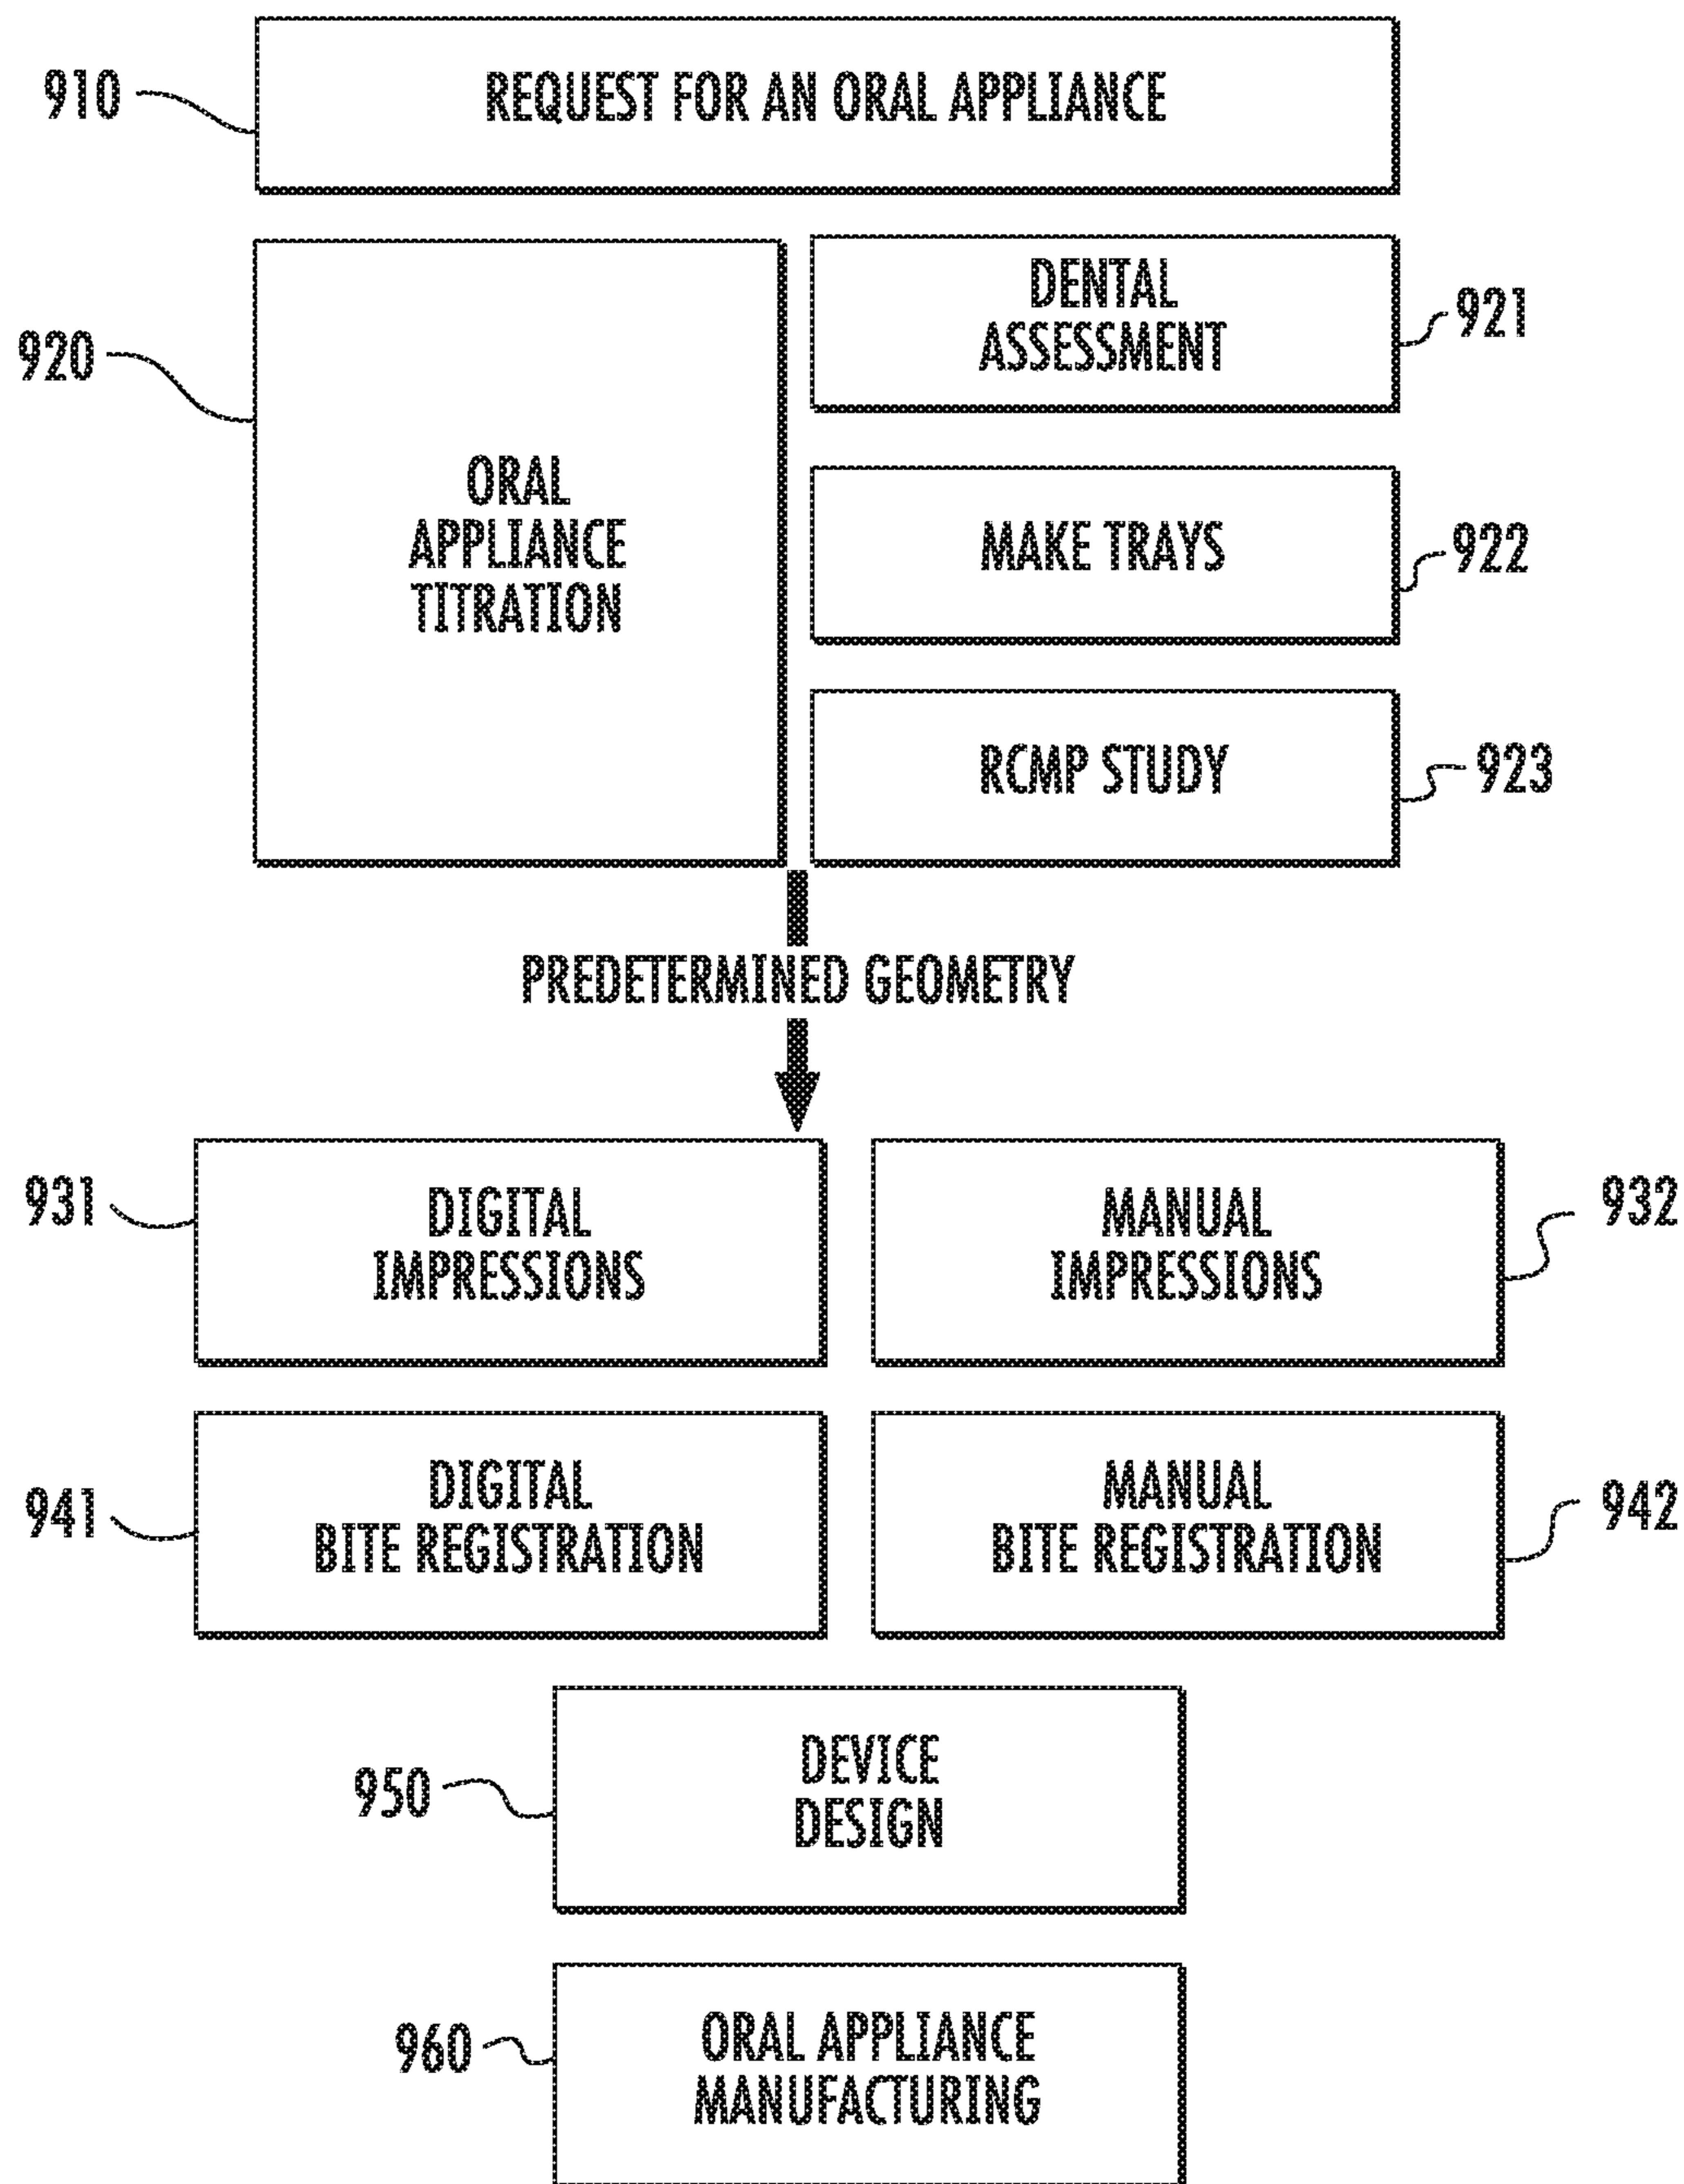 910
REQUEST FOR AN ORAL APPLIANCE
920
ORAL
APPLIANCE
TITRATION
DENTAL
ASSESSMENT
921
MAKE TRAYS
922
RCMP STUDY
923
PREDETERMINED GEOMETRY
931
DIGITAL
IMPRESSIONS
MANUAL
IMPRESSIONS
932
941
DIGITAL
BITE REGISTRATION
MANUAL
BITE REGISTRATION
942
950
DEVICE
DESIGN
960
ORAL APPLIANCE
MANUFACTURING